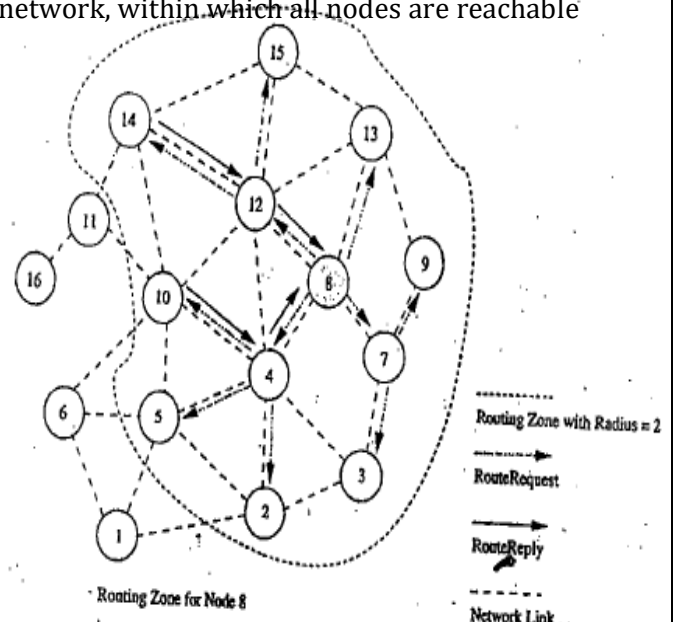 network, within which all nodes are reachable
15
14
13
12
11
9
16
8
10
7
4
6
5
3
2
1
Routing Zone with Radius = 2
RouteRequest
RouteReply
Routing Zone for Node 8
Network Link